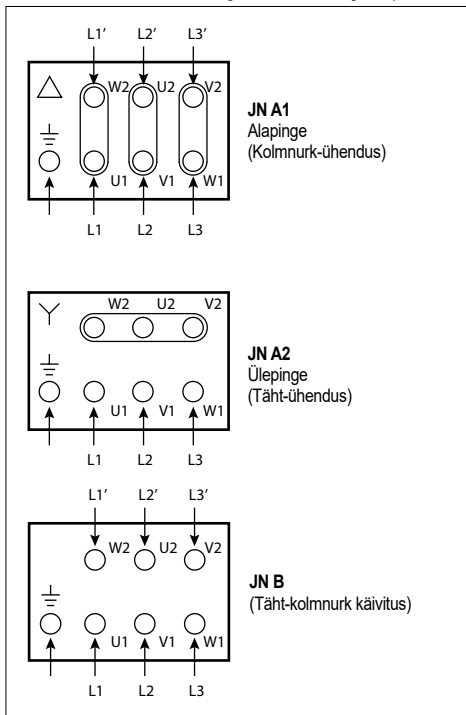 L1' L2' L3'
W2 U2 V2
U1 V1 W1
L1 L2 L3
JN A1
Alapinge
(Kolmnurk-ühendus)
W2 U2 V2
U1 V1 W1
L1 L2 L3
JN A2
Ülepinge
(Täht-ühendus)
L1' L2' L3'
W2 U2 V2
U1 V1 W1
L1 L2 L3
JN B
(Täht-kolmnurk käivitus)